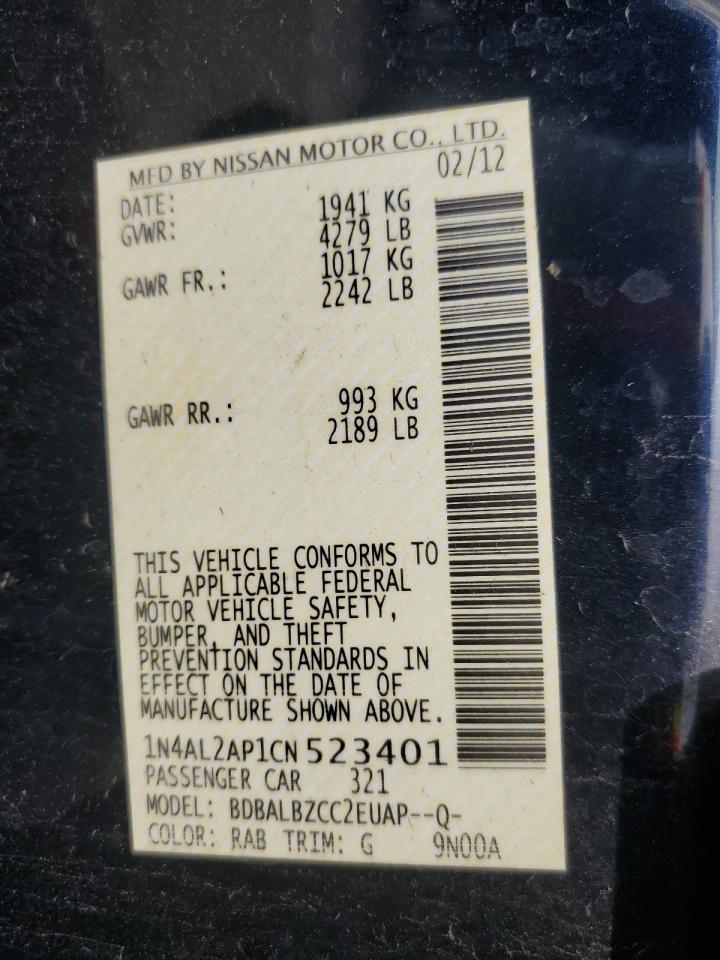 MFD BY NISSAN MOTOR CO., LTD.
DATE: 02/12
GVWR: 1941 KG
4279 LB
GAWR FR.: 1017 KG
2242 LB
GAWR RR.: 993 KG
2189 LB
THIS VEHICLE CONFORMS TO
ALL APPLICABLE FEDERAL
MOTOR VEHICLE SAFETY,
BUMPER, AND THEFT
PREVENTION STANDARDS IN
EFFECT ON THE DATE OF
MANUFACTURE SHOWN ABOVE.
1N4AL2AP1CN 523401
PASSENGER CAR 321
MODEL: BDBALBZCC2EUAP--Q-
COLOR: RAB TRIM: G 9N00A